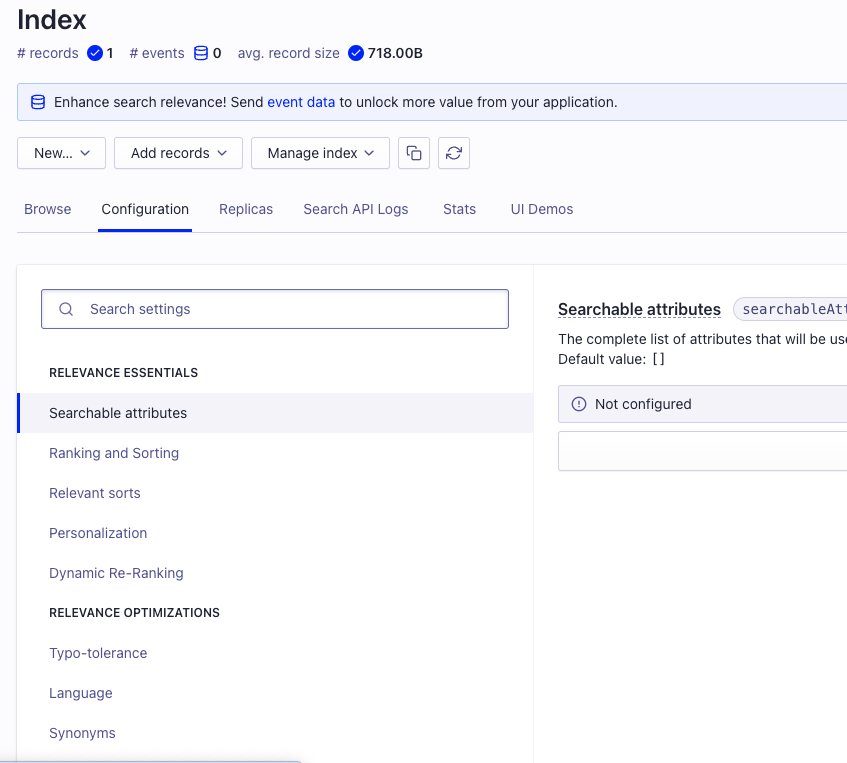 Index
# records 1 # events 0 avg. record size 718.00B
Enhance search relevance! Send event data to unlock more value from your application.
New... Add records Manage index
Browse Configuration Replicas Search API Logs Stats UI Demos
Search settings
RELEVANCE ESSENTIALS
Searchable attributes
Ranking and Sorting
Relevant sorts
Personalization
Dynamic Re-Ranking
RELEVANCE OPTIMIZATIONS
Typo-tolerance
Language
Synonyms
Searchable attributes searchableAtt
The complete list of attributes that will be use
Default value: []
Not configured